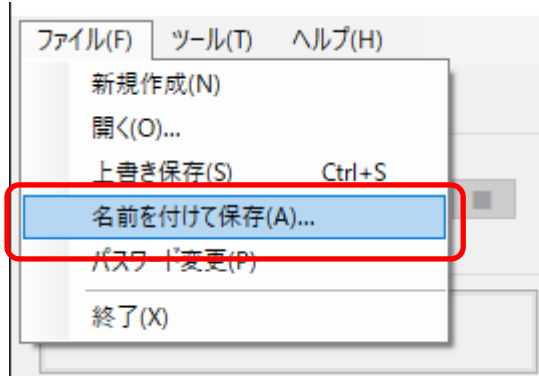 ファイル(F) ツール(T) ヘルプ(H)
新規作成(N)
開く(O)...
上書き保存(S) Ctrl+S
名前を付けて保存(A)...
パスワード変更(P)
終了(X)